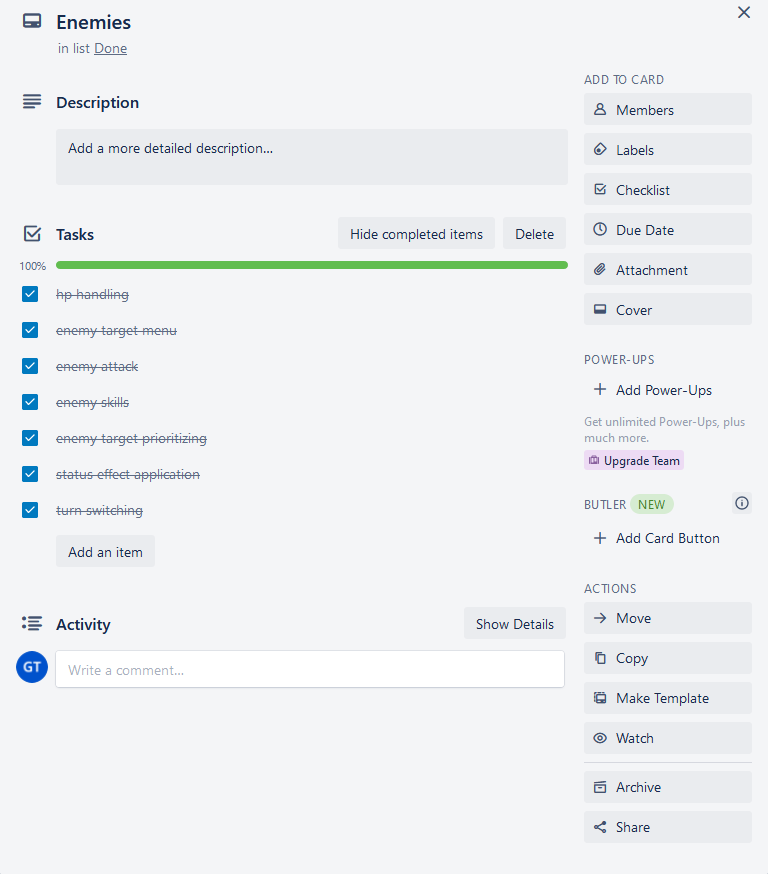 Enemies
in list Done
Description
Add a more detailed description...
Tasks
Hide completed items
Delete
100%
hp handling
enemy target menu
enemy attack
enemy skills
enemy target prioritizing
status effect application
turn switching
Add an item
Activity
Show Details
GT
Write a comment...
ADD TO CARD
Members
Labels
Checklist
Due Date
Attachment
Cover
POWER-UPS
Add Power-Ups
Get unlimited Power-Ups, plus
much more.
Upgrade Team
BUTLER NEW
Add Card Button
ACTIONS
Move
Copy
Make Template
Watch
Archive
Share